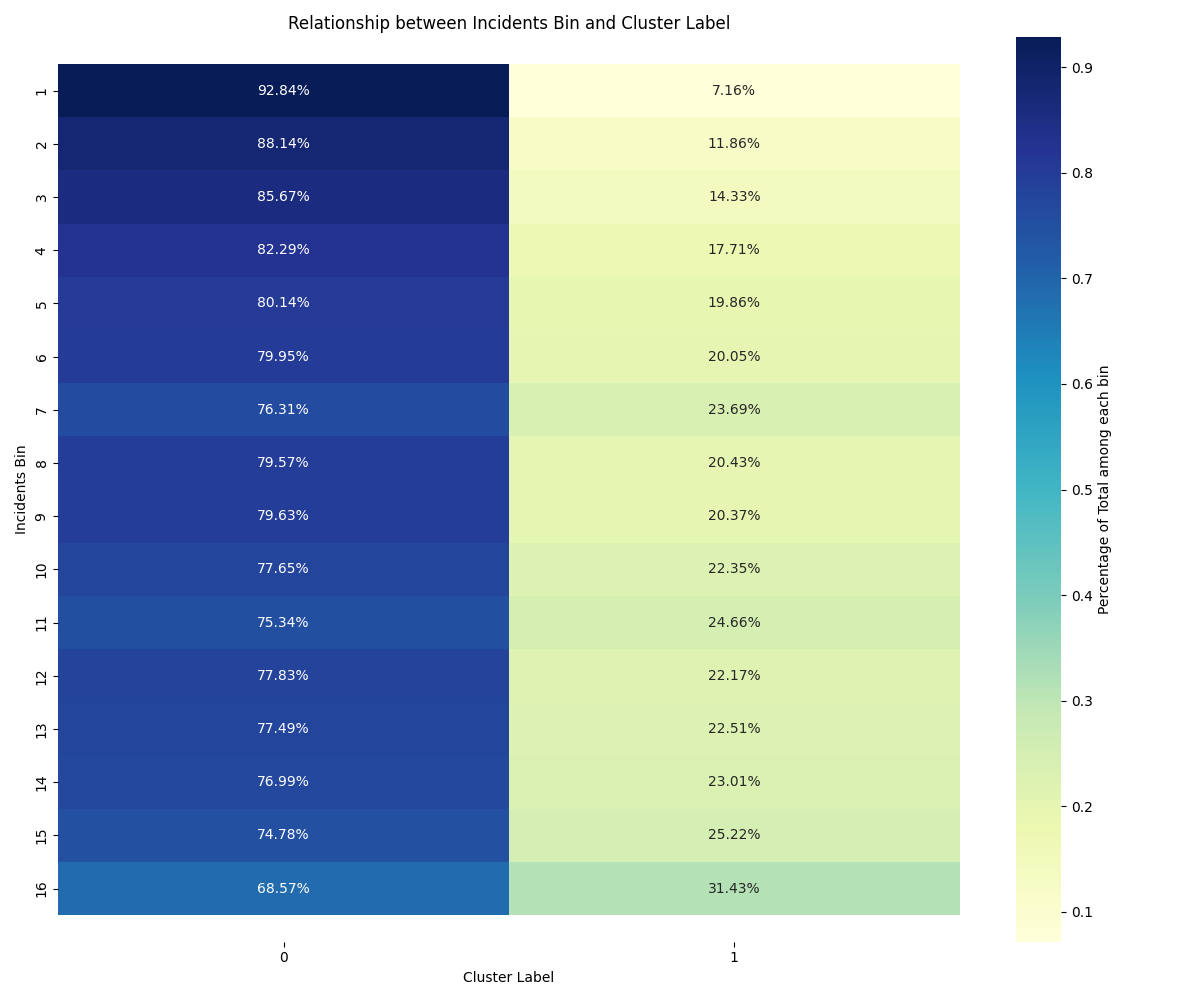 Relationship between Incidents Bin and Cluster Label
1 92.84% 7.16%
2 88.14% 11.86%
3 85.67% 14.33%
4 82.29% 17.71%
5 80.14% 19.86%
6 79.95% 20.05%
7 76.31% 23.69%
8 79.57% 20.43%
9 79.63% 20.37%
10 77.65% 22.35%
11 75.34% 24.66%
12 77.83% 22.17%
13 77.49% 22.51%
14 76.99% 23.01%
15 74.78% 25.22%
16 68.57% 31.43%
Incidents Bin
0 1
Cluster Label
0.9
0.8
0.7
0.6
0.5
0.4
0.3
0.2
0.1
Percentage of Total among each bin